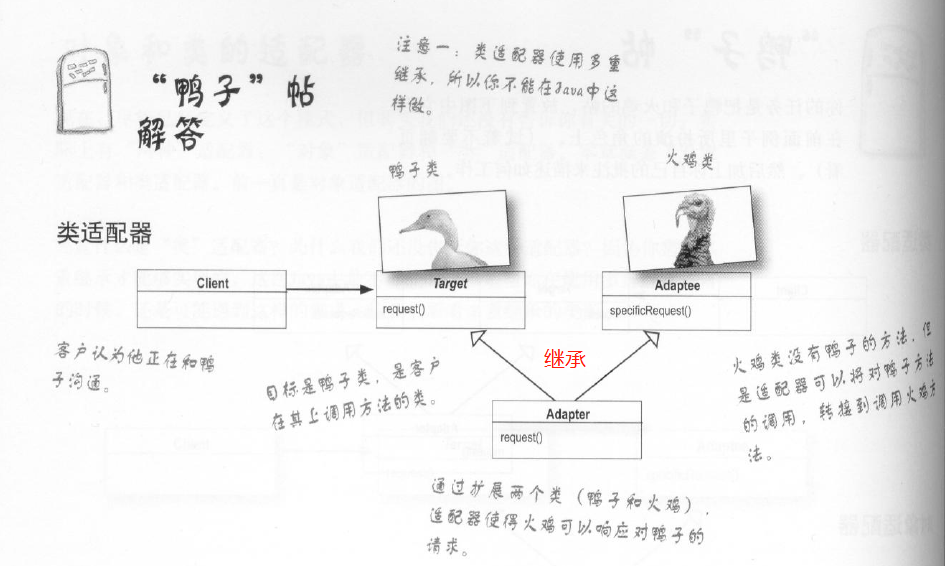 “鸭子”帖
解答
注意一：类适配器使用多重
继承，所以你不能在Java中这
样做。
鸭子类
火鸡类
类适配器
Client
Target
request()
Adaptee
specificRequest()
客户认为他正在和鸭
子沟通。
目标是鸭子类，是客户
在其上调用方法的类。
继承
火鸡类没有鸭子的方法，但
是适配器可以将对鸭子方法
的调用，转接到调用火鸡方
法。
Adapter
request()
通过扩展两个类（鸭子和火鸡），
适配器使得火鸡可以响应对鸭子的
请求。